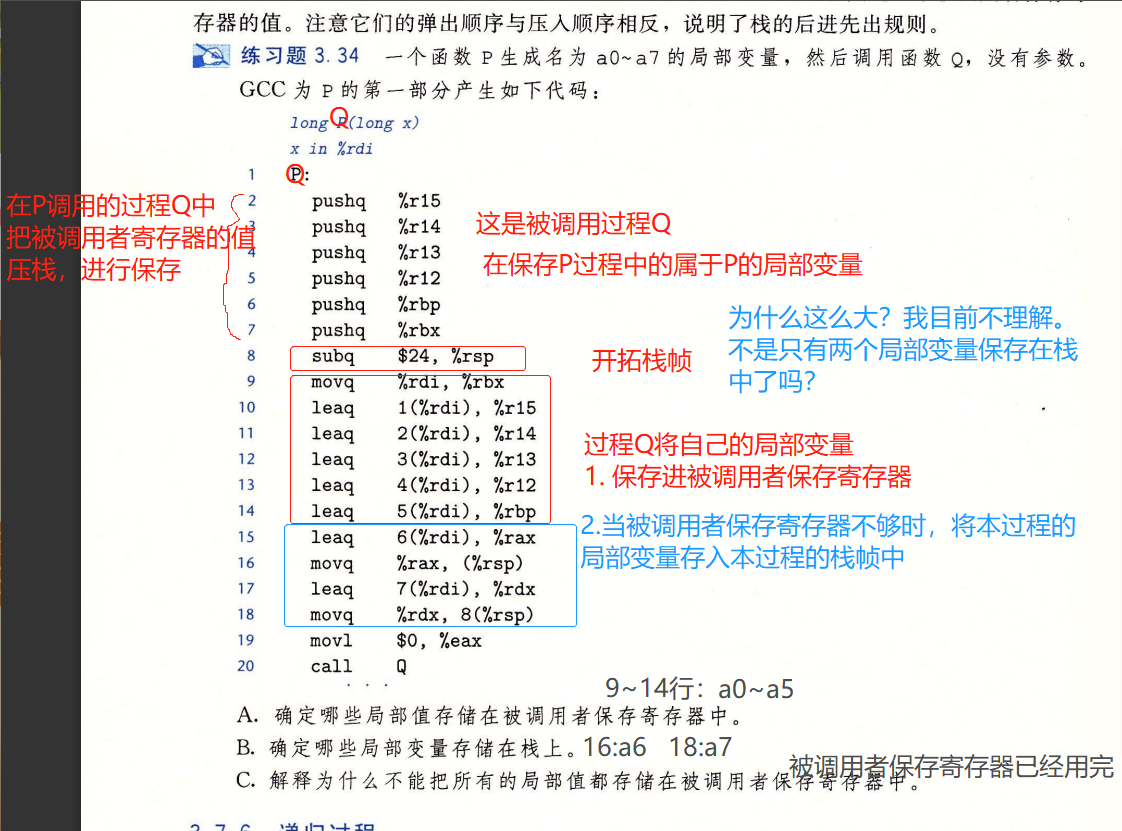 存器的值。注意它们的弹出顺序与压入顺序相反，说明了栈的后进先出规则。
练习题 3.34 一个函数 P 生成名为 a0~a7 的局部变量，然后调用函数 Q，没有参数。
GCC 为 P 的第一部分产生如下代码：
Q
long P(long x)
x in %rdi
1 P:
Q
2 pushq %r15
3 pushq %r14
4 pushq %r13
5 pushq %r12
6 pushq %rbp
7 pushq %rbx
8 subq $24, %rsp
9 movq %rdi, %rbx
10 leaq 1(%rdi), %r15
11 leaq 2(%rdi), %r14
12 leaq 3(%rdi), %r13
13 leaq 4(%rdi), %r12
14 leaq 5(%rdi), %rbp
15 leaq 6(%rdi), %rax
16 movq %rax, (%rsp)
17 leaq 7(%rdi), %rdx
18 movq %rdx, 8(%rsp)
19 movl $0, %eax
20 call Q
. . .
在P调用的过程Q中
把被调用者寄存器的值
压栈，进行保存
这是被调用过程Q
在保存P过程中的属于P的局部变量
为什么这么大？我目前不理解。
不是只有两个局部变量保存在栈
中了吗？
开拓栈帧
过程Q将自己的局部变量
1. 保存进被调用者保存寄存器
2.当被调用者保存寄存器不够时，将本过程的
局部变量存入本过程的栈帧中
9~14行：a0~a5
A. 确定哪些局部值存储在被调用者保存寄存器中。
B. 确定哪些局部变量存储在栈上。16:a6 18:a7
被调用者保存寄存器已经用完
C. 解释为什么不能把所有的局部值都存储在被调用者保存寄存器中。
3.7.6 递归过程